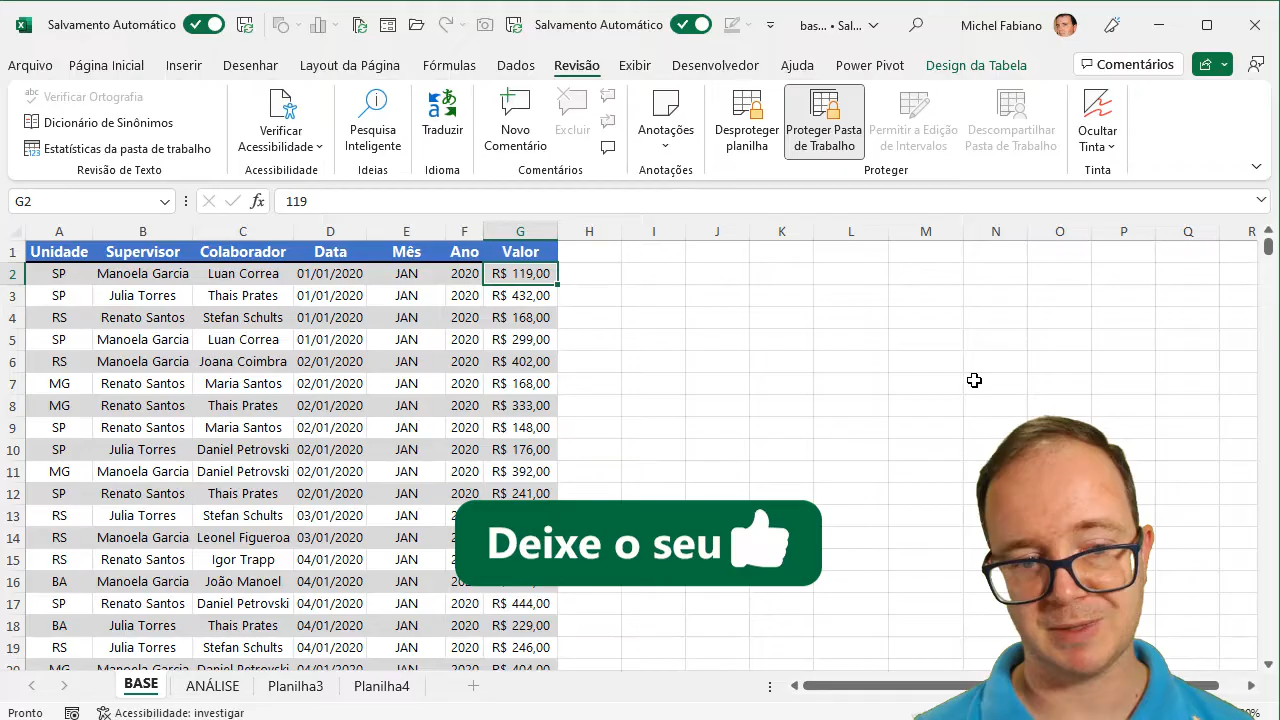 Salvamento Automático
Salvamento Automático
bas... • Sal...
Michel Fabiano
Arquivo Página Inicial Inserir Desenhar Layout da Página Fórmulas Dados Revisão Exibir Desenvolvedor Ajuda Power Pivot Design da Tabela Comentários
abc Verificar Ortografia
Dicionário de Sinônimos
123 Estatísticas da pasta de trabalho
Revisão de Texto
Verificar
Acessibilidade
Acessibilidade
Pesquisa
Inteligente
Ideias
Traduzir
Idioma
Novo
Comentário
Excluir
Comentários
Anotações
Anotações
Desproteger
planilha
Proteger Pasta
de Trabalho
Permitir a Edição
de Intervalos
Descompartilhar
Pasta de Trabalho
Proteger
Ocultar
Tinta
Tinta
G2 fx 119
A B C D E F G H I J K L M N O P Q R
1 Unidade Supervisor Colaborador Data Mês Ano Valor
2 SP Manoela Garcia Luan Correa 01/01/2020 JAN 2020 R$ 119,00
3 SP Julia Torres Thais Prates 01/01/2020 JAN 2020 R$ 432,00
4 RS Renato Santos Stefan Schults 01/01/2020 JAN 2020 R$ 168,00
5 SP Manoela Garcia Luan Correa 01/01/2020 JAN 2020 R$ 299,00
6 RS Manoela Garcia Joana Coimbra 02/01/2020 JAN 2020 R$ 402,00
7 MG Renato Santos Maria Santos 02/01/2020 JAN 2020 R$ 168,00
8 MG Renato Santos Thais Prates 02/01/2020 JAN 2020 R$ 333,00
9 SP Renato Santos Maria Santos 02/01/2020 JAN 2020 R$ 148,00
10 SP Julia Torres Daniel Petrovski 02/01/2020 JAN 2020 R$ 176,00
11 MG Manoela Garcia Daniel Petrovski 02/01/2020 JAN 2020 R$ 392,00
12 SP Renato Santos Thais Prates 02/01/2020 JAN 2020 R$ 241,00
13 RS Julia Torres Stefan Schults 03/01/2020 JAN
14 RS Manoela Garcia Leonel Figueroa 03/01/2020 JAN
15 RS Renato Santos Igor Trapp 04/01/2020 JAN
16 BA Manoela Garcia João Manoel 04/01/2020 JAN
17 SP Renato Santos Daniel Petrovski 04/01/2020 JAN 2020 R$ 444,00
18 BA Julia Torres Thais Prates 04/01/2020 JAN 2020 R$ 229,00
19 RS Julia Torres Stefan Schults 04/01/2020 JAN 2020 R$ 246,00
20 MG Manoela Garcia Daniel Petrovski 04/01/2020 JAN 2020 R$ 404,00
Deixe o seu
BASE ANÁLISE Planilha3 Planilha4
Pronto Acessibilidade: investigar